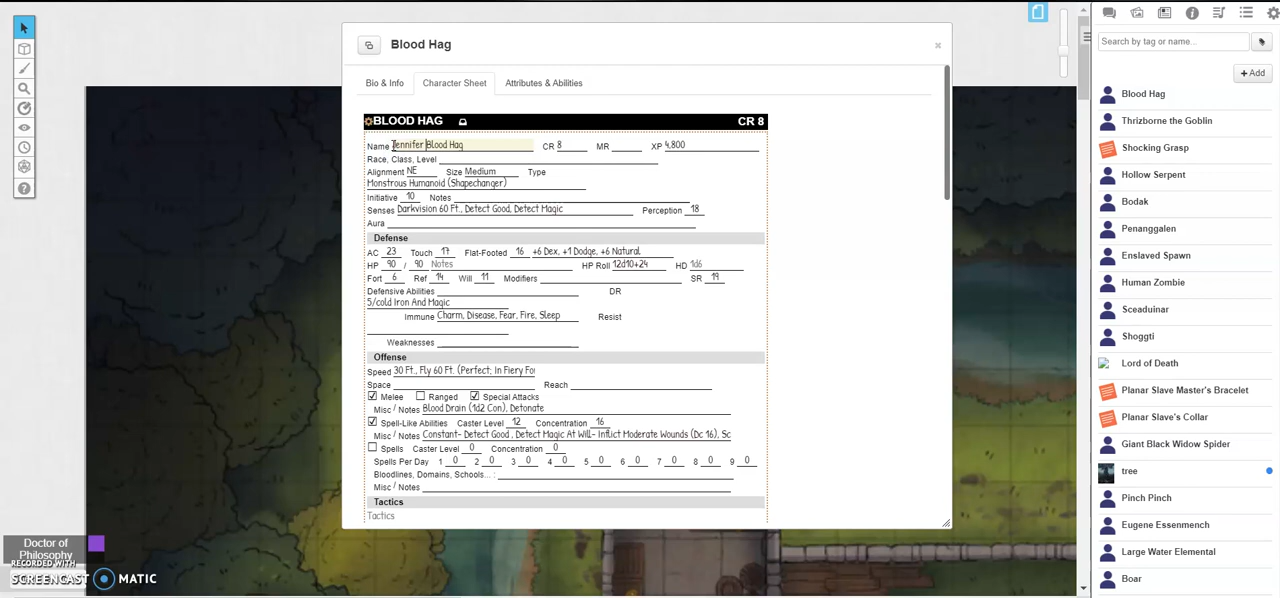 Blood Hag
×
Bio & Info Character Sheet Attributes & Abilities
BLOOD HAG CR 8
Name Jennifer Blood Hag CR 8 MR XP 4,800
Race, Class, Level
Alignment NE Size Medium Type
Monstrous Humanoid (Shapechanger)
Initiative 10 Notes
Senses Darkvision 60 Ft., Detect Good, Detect Magic Perception 18
Aura
Defense
AC 23 Touch 17 Flat-Footed 16 +6 Dex, +1 Dodge, +6 Natural
HP 90 / 90 Notes HP Roll 12d10+24 HD 1d6
Fort 6 Ref 14 Will 11 Modifiers SR 19
Defensive Abilities DR
5/cold Iron And Magic
Immune Charm, Disease, Fear, Fire, Sleep Resist
Weaknesses
Offense
Speed 30 Ft., Fly 60 Ft. (Perfect; In Fiery Fo
Space Reach
Melee Ranged Special Attacks
Misc / Notes Blood Drain (1d2 Con), Detonate
Spell-Like Abilities Caster Level 12 Concentration 16
Misc / Notes Constant- Detect Good , Detect Magic At Will- Inflict Moderate Wounds (Dc 16), Sc
Spells Caster Level 0 Concentration 0
Spells Per Day 1 0 2 0 3 0 4 0 5 0 6 0 7 0 8 0 9 0
Bloodlines, Domains, Schools... :
Misc / Notes
Tactics
Tactics
Search by tag or name...
+ Add
Blood Hag
Thrizborne the Goblin
Shocking Grasp
Hollow Serpent
Bodak
Penanggalen
Enslaved Spawn
Human Zombie
Sceaduinar
Shoggti
Lord of Death
Planar Slave Master's Bracelet
Planar Slave's Collar
Giant Black Widow Spider
tree
Pinch Pinch
Eugene Essenmench
Large Water Elemental
Boar
Doctor of
Philosophy
RECORDED WITH
SCREENCAST MATIC